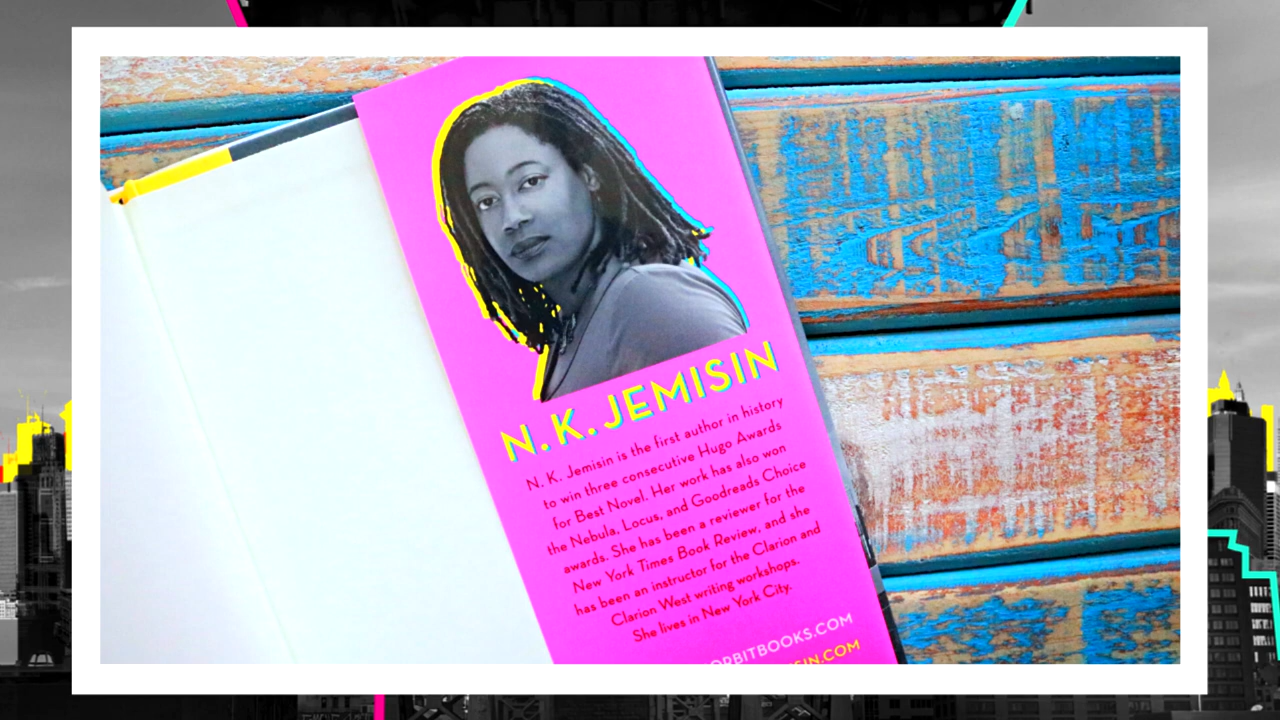 N. K. JEMISIN
N. K. Jemisin is the first author in history
to win three consecutive Hugo Awards
for Best Novel. Her work has also won
the Nebula, Locus, and Goodreads Choice
awards. She has been a reviewer for the
New York Times Book Review, and she
has been an instructor for the Clarion and
Clarion West writing workshops.
She lives in New York City.
ORBITBOOKS.COM